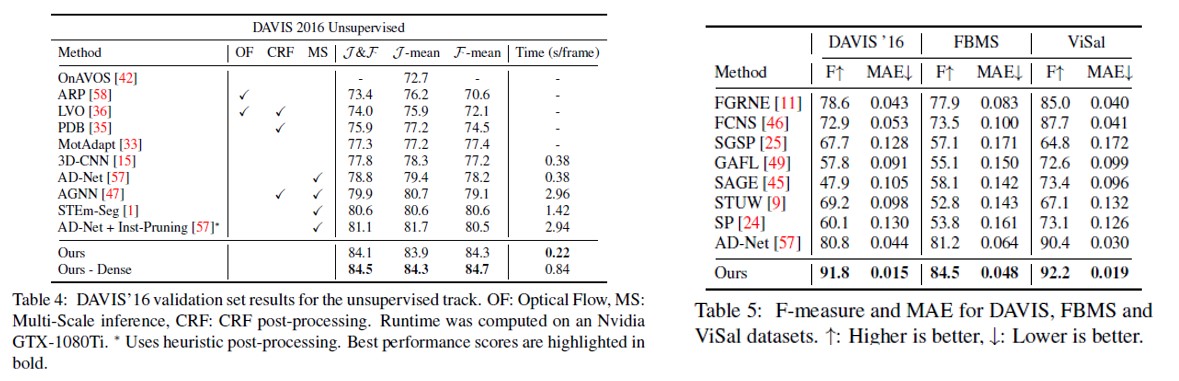 DAVIS 2016 Unsupervised
Method OF CRF MS J&F J-mean F-mean Time (s/frame)
OnAVOS [42] - 72.7 - -
ARP [58] ✓ 73.4 76.2 70.6 -
LVO [36] ✓ ✓ 74.0 75.9 72.1 -
PDB [35] ✓ 75.9 77.2 74.5 -
MotAdapt [33] 77.3 77.2 77.4 -
3D-CNN [15] 77.8 78.3 77.2 0.38
AD-Net [57] ✓ 78.8 79.4 78.2 0.38
AGNN [47] ✓ ✓ 79.9 80.7 79.1 2.96
STEm-Seg [1] ✓ 80.6 80.6 80.6 1.42
AD-Net + Inst-Pruning [57]* ✓ 81.1 81.7 80.5 2.94
Ours 84.1 83.9 84.3 0.22
Ours - Dense 84.5 84.3 84.7 0.84
Table 4: DAVIS'16 validation set results for the unsupervised track. OF: Optical Flow, MS:
Multi-Scale inference, CRF: CRF post-processing. Runtime was computed on an Nvidia
GTX-1080Ti. * Uses heuristic post-processing. Best performance scores are highlighted in
bold.
DAVIS '16 FBMS ViSal
Method F↑ MAE↓ F↑ MAE↓ F↑ MAE↓
FGRNE [11] 78.6 0.043 77.9 0.083 85.0 0.040
FCNS [46] 72.9 0.053 73.5 0.100 87.7 0.041
SGSP [25] 67.7 0.128 57.1 0.171 64.8 0.172
GAFL [49] 57.8 0.091 55.1 0.150 72.6 0.099
SAGE [45] 47.9 0.105 58.1 0.142 73.4 0.096
STUW [9] 69.2 0.098 52.8 0.143 67.1 0.132
SP [24] 60.1 0.130 53.8 0.161 73.1 0.126
AD-Net [57] 80.8 0.044 81.2 0.064 90.4 0.030
Ours 91.8 0.015 84.5 0.048 92.2 0.019
Table 5: F-measure and MAE for DAVIS, FBMS and
ViSal datasets. ↑: Higher is better, ↓: Lower is better.